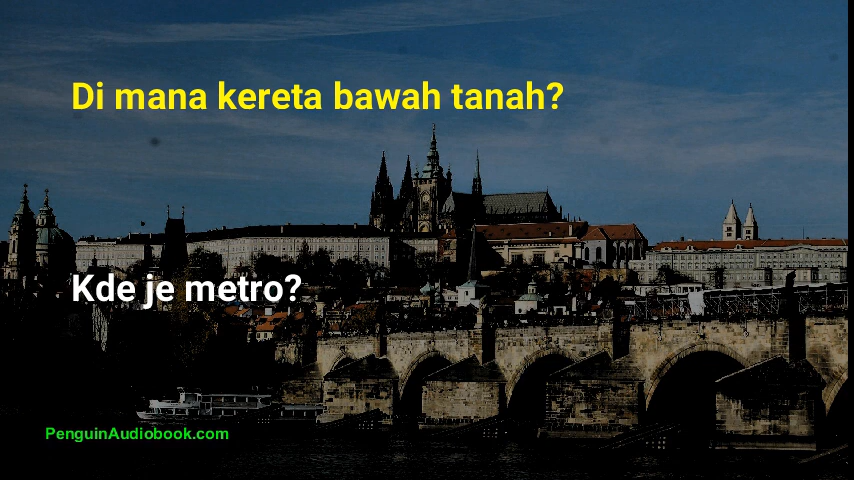 Di mana kereta bawah tanah?
Kde je metro?
PenguinAudiobook.com